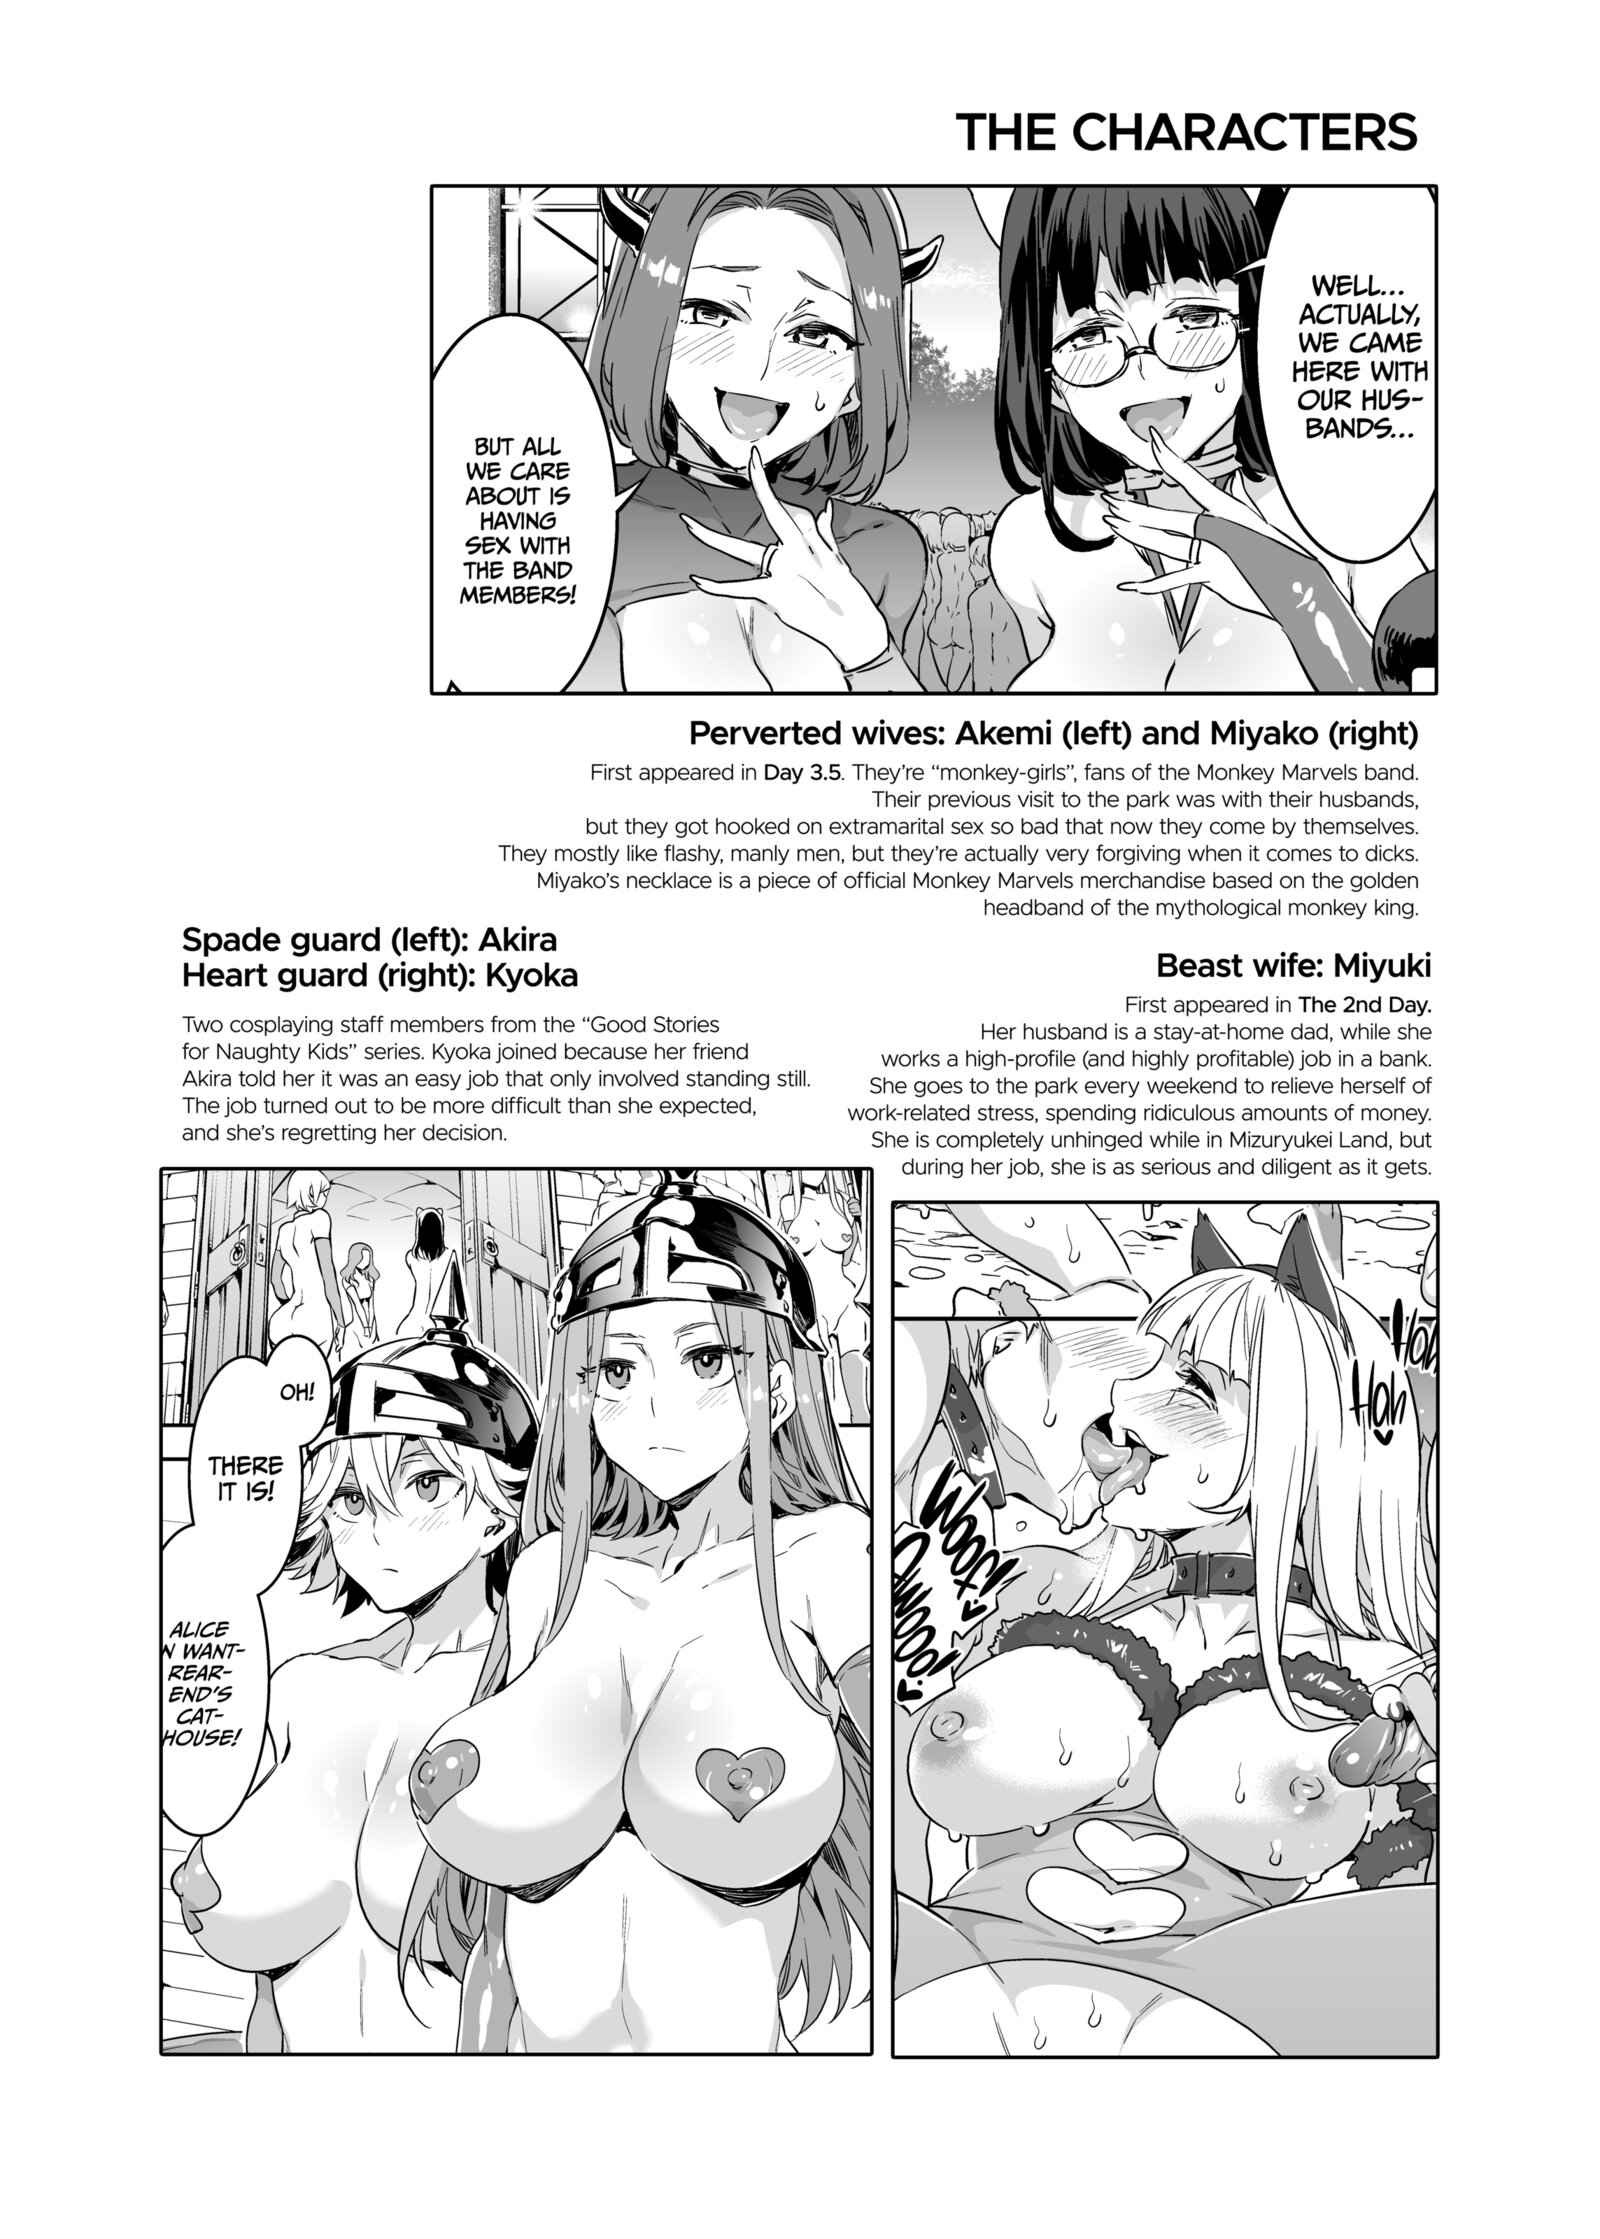 THE CHARACTERS
WELL...
ACTUALLY,
WE CAME
HERE WITH
OUR HUS-
BANDS...
BUT ALL
WE CARE
ABOUT IS
HAVING
SEX WITH
THE BAND
MEMBERS!
Perverted wives: Akemi (left) and Miyako (right)
First appeared in Day 3.5. They're “monkey-girls”, fans of the Monkey Marvels band.
Their previous visit to the park was with their husbands,
but they got hooked on extramarital sex so bad that now they come by themselves.
They mostly like flashy, manly men, but they're actually very forgiving when it comes to dicks.
Miyako's necklace is a piece of official Monkey Marvels merchandise based on the golden
headband of the mythological monkey king.
Spade guard (left): Akira
Heart guard (right): Kyoka
Two cosplaying staff members from the “Good Stories
for Naughty Kids” series. Kyoka joined because her friend
Akira told her it was an easy job that only involved standing still.
The job turned out to be more difficult than she expected,
and she's regretting her decision.
Beast wife: Miyuki
First appeared in The 2nd Day.
Her husband is a stay-at-home dad, while she
works a high-profile (and highly profitable) job in a bank.
She goes to the park every weekend to relieve herself of
work-related stress, spending ridiculous amounts of money.
She is completely unhinged while in Mizuryukei Land, but
during her job, she is as serious and diligent as it gets.
OH!
THERE
IT IS!
ALICE
N WANT-
REAR-
END'S
CAT-
HOUSE!
Hah
Hah
Woof